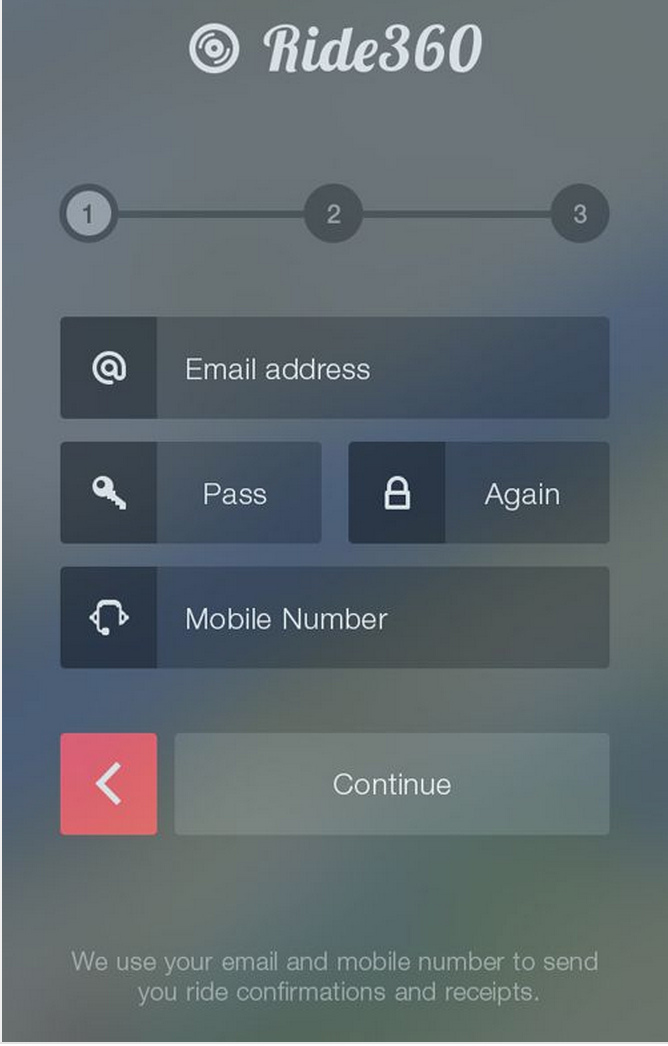 Ride360
1 2 3
Email address
Pass Again
Mobile Number
Continue
We use your email and mobile number to send
you ride confirmations and receipts.